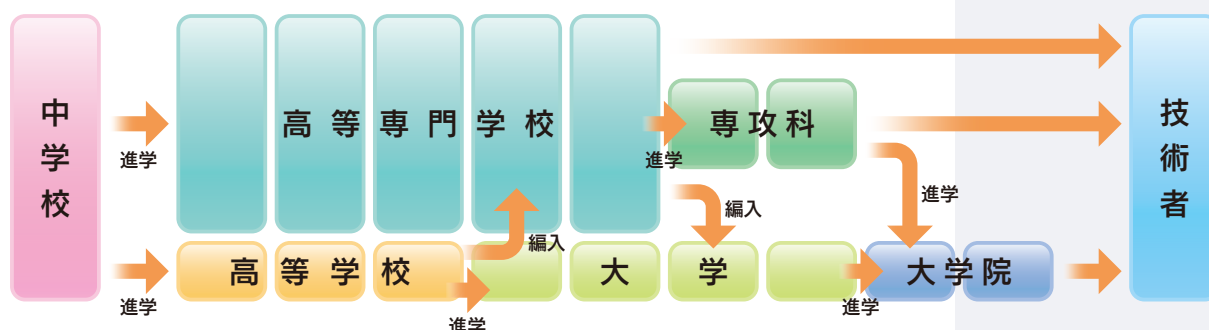 中学校
進学
進学
高等専門学校
高等学校
編入
進学
進学
専攻科
編入
大学
進学
進学
大学院
技術者